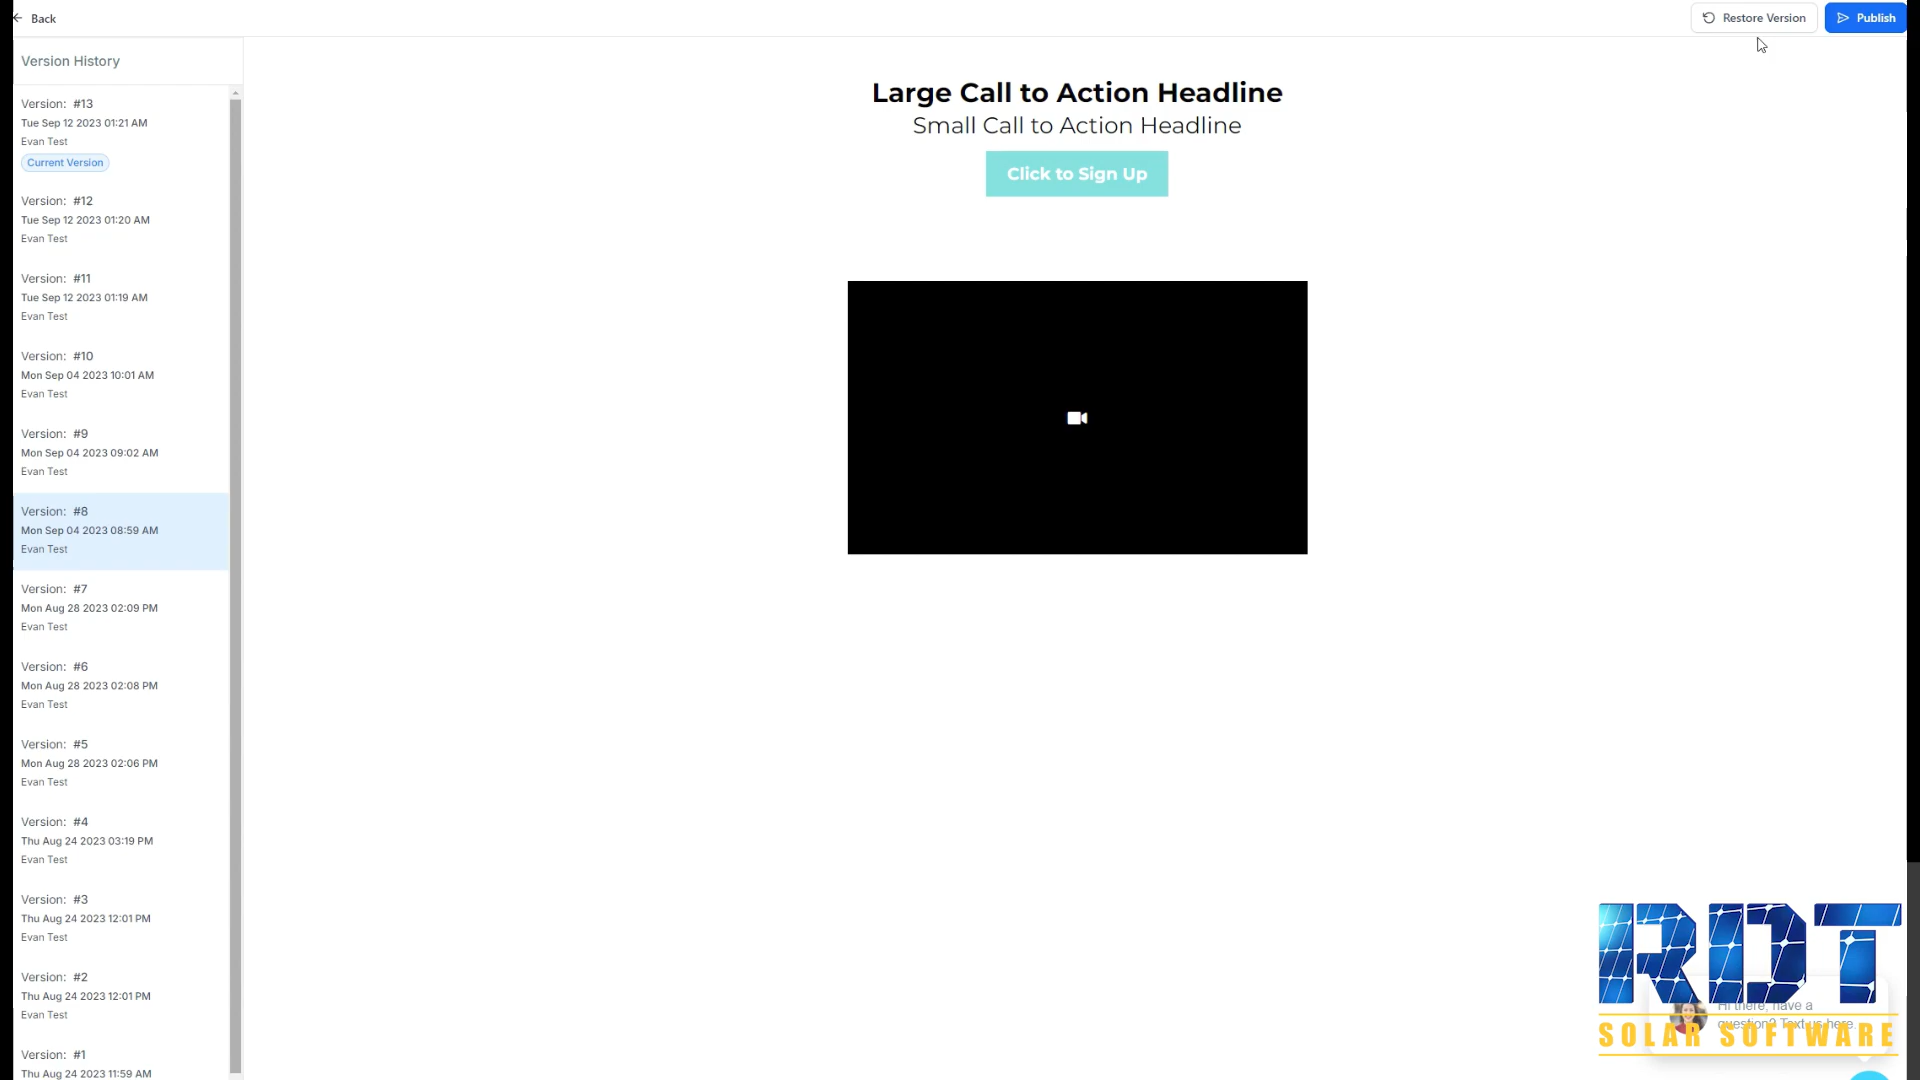 Back
Restore Version
Publish
Version History
Version: #13
Tue Sep 12 2023 01:21 AM
Evan Test
Current Version
Version: #12
Tue Sep 12 2023 01:20 AM
Evan Test
Version: #11
Tue Sep 12 2023 01:19 AM
Evan Test
Version: #10
Mon Sep 04 2023 10:01 AM
Evan Test
Version: #9
Mon Sep 04 2023 09:02 AM
Evan Test
Version: #8
Mon Sep 04 2023 08:59 AM
Evan Test
Version: #7
Mon Aug 28 2023 02:09 PM
Evan Test
Version: #6
Mon Aug 28 2023 02:08 PM
Evan Test
Version: #5
Mon Aug 28 2023 02:06 PM
Evan Test
Version: #4
Thu Aug 24 2023 03:19 PM
Evan Test
Version: #3
Thu Aug 24 2023 12:01 PM
Evan Test
Version: #2
Thu Aug 24 2023 12:01 PM
Evan Test
Version: #1
Thu Aug 24 2023 11:59 AM
Large Call to Action Headline
Small Call to Action Headline
Click to Sign Up
RDT
Hi there, have a
question? Text us here.
SOLAR SOFTWARE